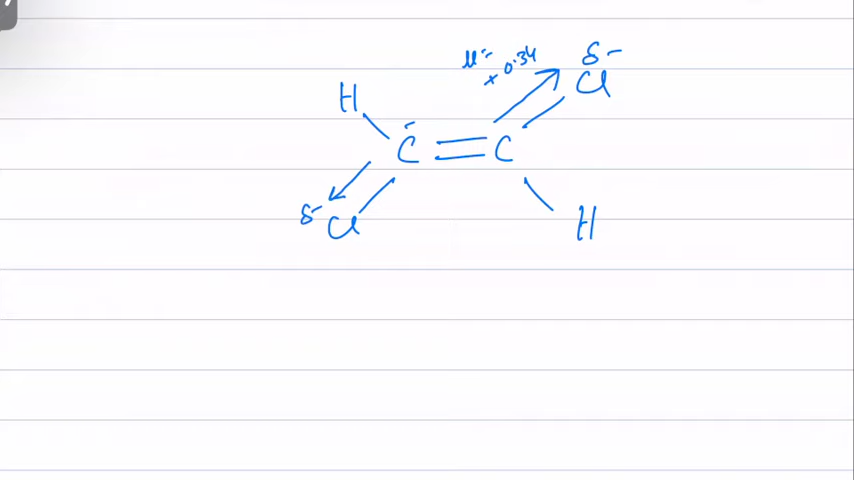 μ = + 0.34 δ-
Cl
H
C = C
δ-
Cl H